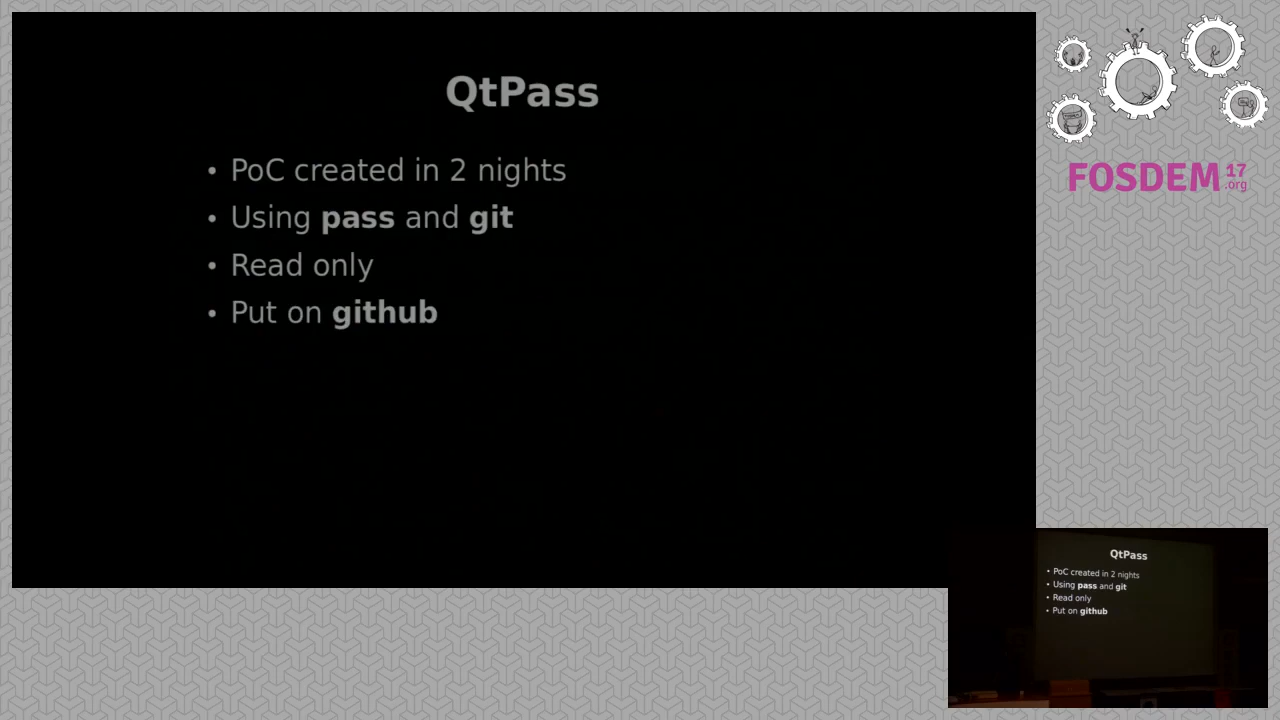 QtPass
• PoC created in 2 nights
• Using pass and git
• Read only
• Put on github
FOSDEM 17
.org
QtPass
• PoC created in 2 nights
• Using pass and git
• Read only
• Put on github